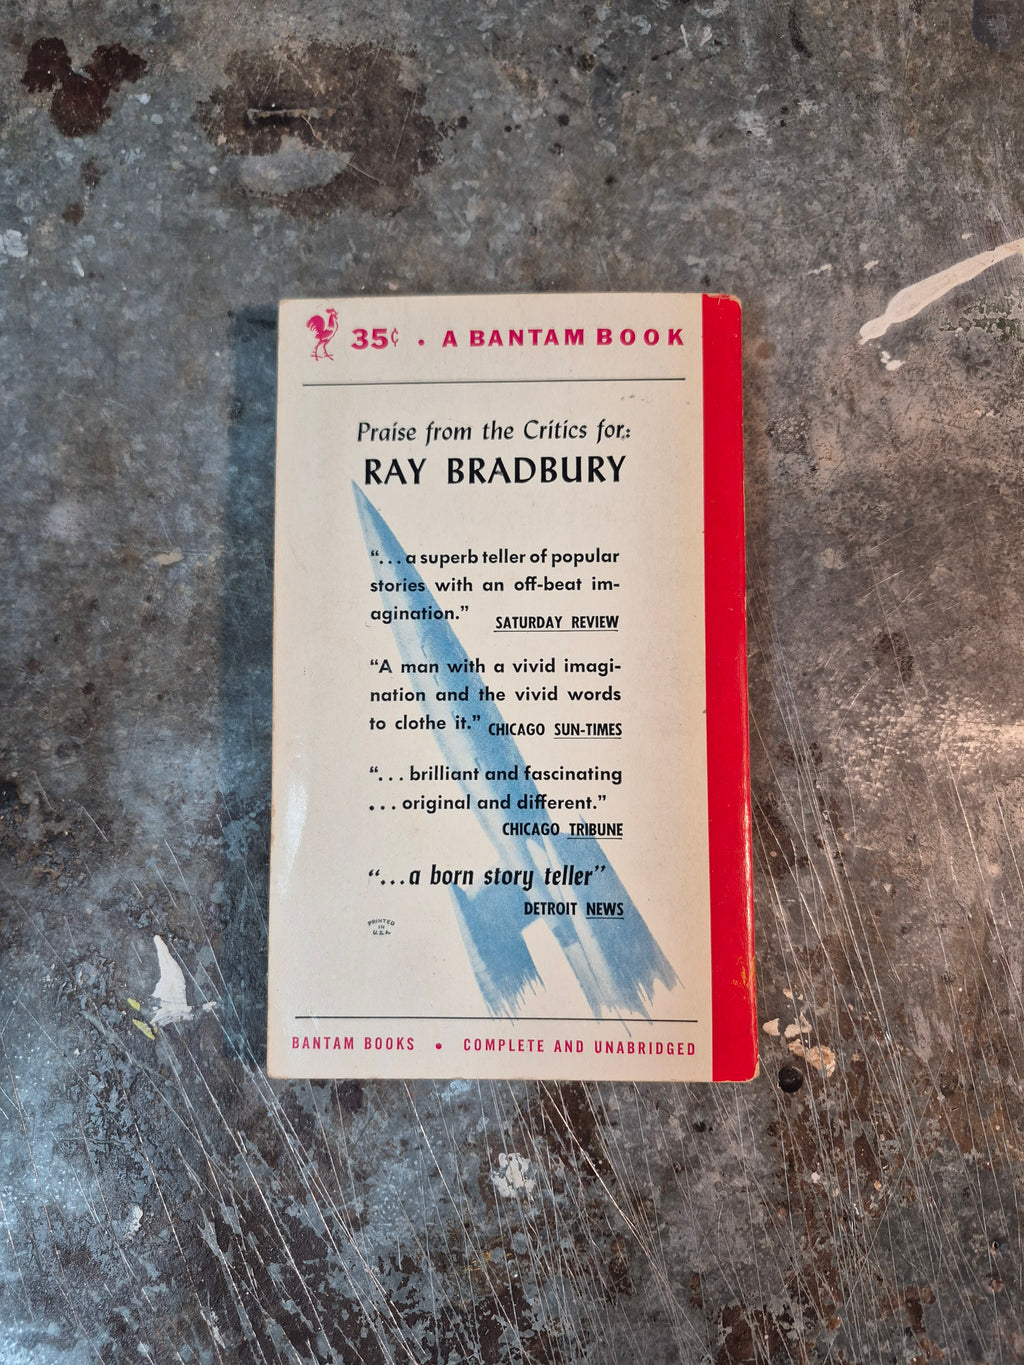 35¢ • A BANTAM BOOK
Praise from the Critics for:
RAY BRADBURY
“...a superb teller of popular
stories with an off-beat im-
agination.”
SATURDAY REVIEW
“A man with a vivid imagi-
nation and the vivid words
to clothe it.” CHICAGO SUN-TIMES
“... brilliant and fascinating
... original and different.”
CHICAGO TRIBUNE
“...a born story teller”
DETROIT NEWS
PRINTED
IN
U.S.A.
BANTAM BOOKS • COMPLETE AND UNABRIDGED